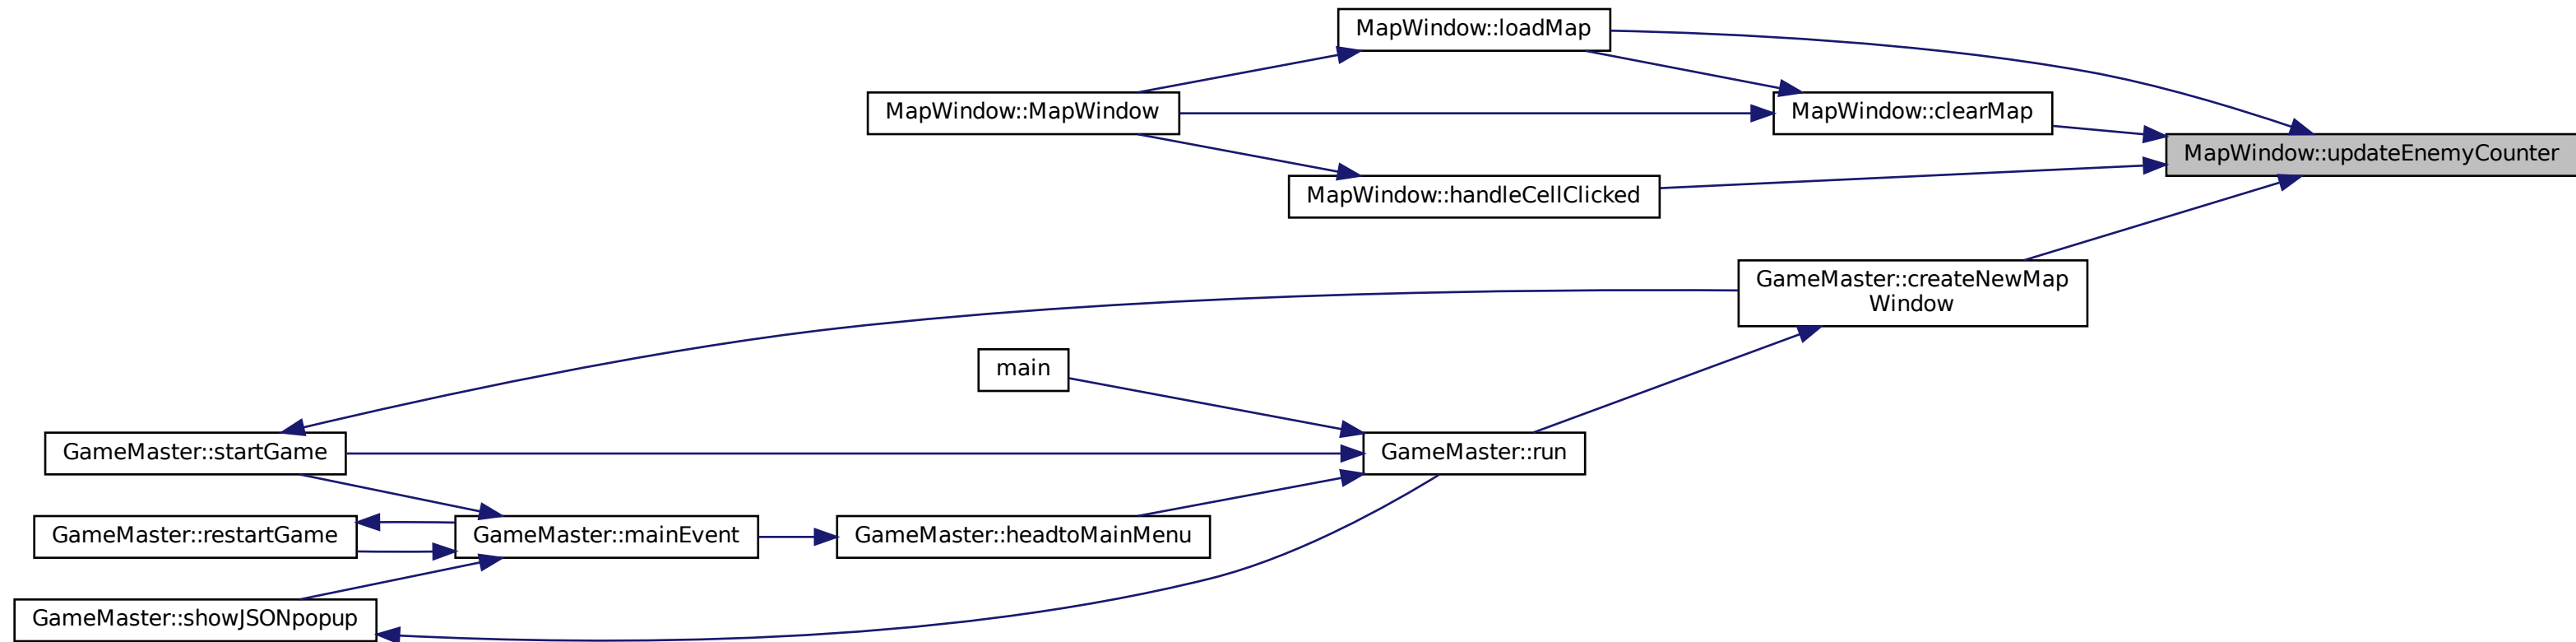 MapWindow::loadMap
MapWindow::MapWindow
MapWindow::clearMap
MapWindow::updateEnemyCounter
MapWindow::handleCellClicked
GameMaster::createNewMap
Window
main
GameMaster::startGame
GameMaster::run
GameMaster::restartGame
GameMaster::mainEvent
GameMaster::headtoMainMenu
GameMaster::showJSONpopup